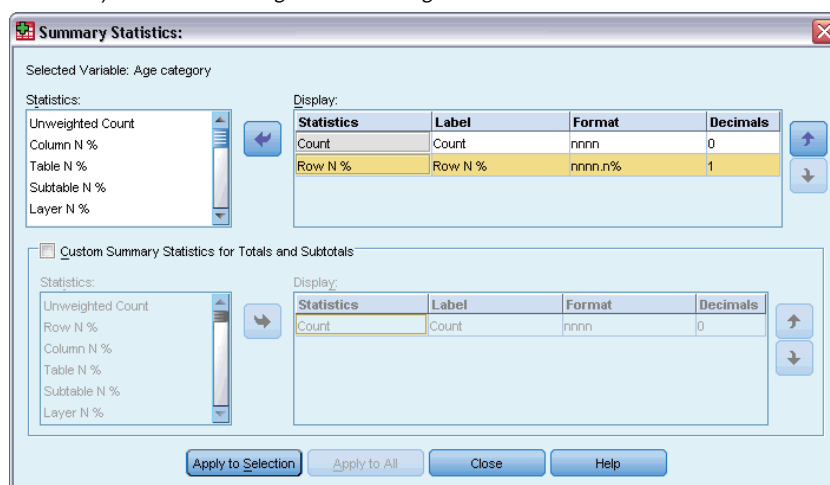 Summary Statistics:
Selected Variable: Age category
Statistics:
Unweighted Count
Column N %
Table N %
Subtable N %
Layer N %
Display:
Statistics Label Format Decimals
Count Count nnnn 0
Row N % Row N % nnnn.n% 1
Custom Summary Statistics for Totals and Subtotals
Statistics:
Unweighted Count
Row N %
Column N %
Table N %
Subtable N %
Layer N %
Display:
Statistics Label Format Decimals
Count Count nnnn 0
Apply to Selection Apply to All Close Help